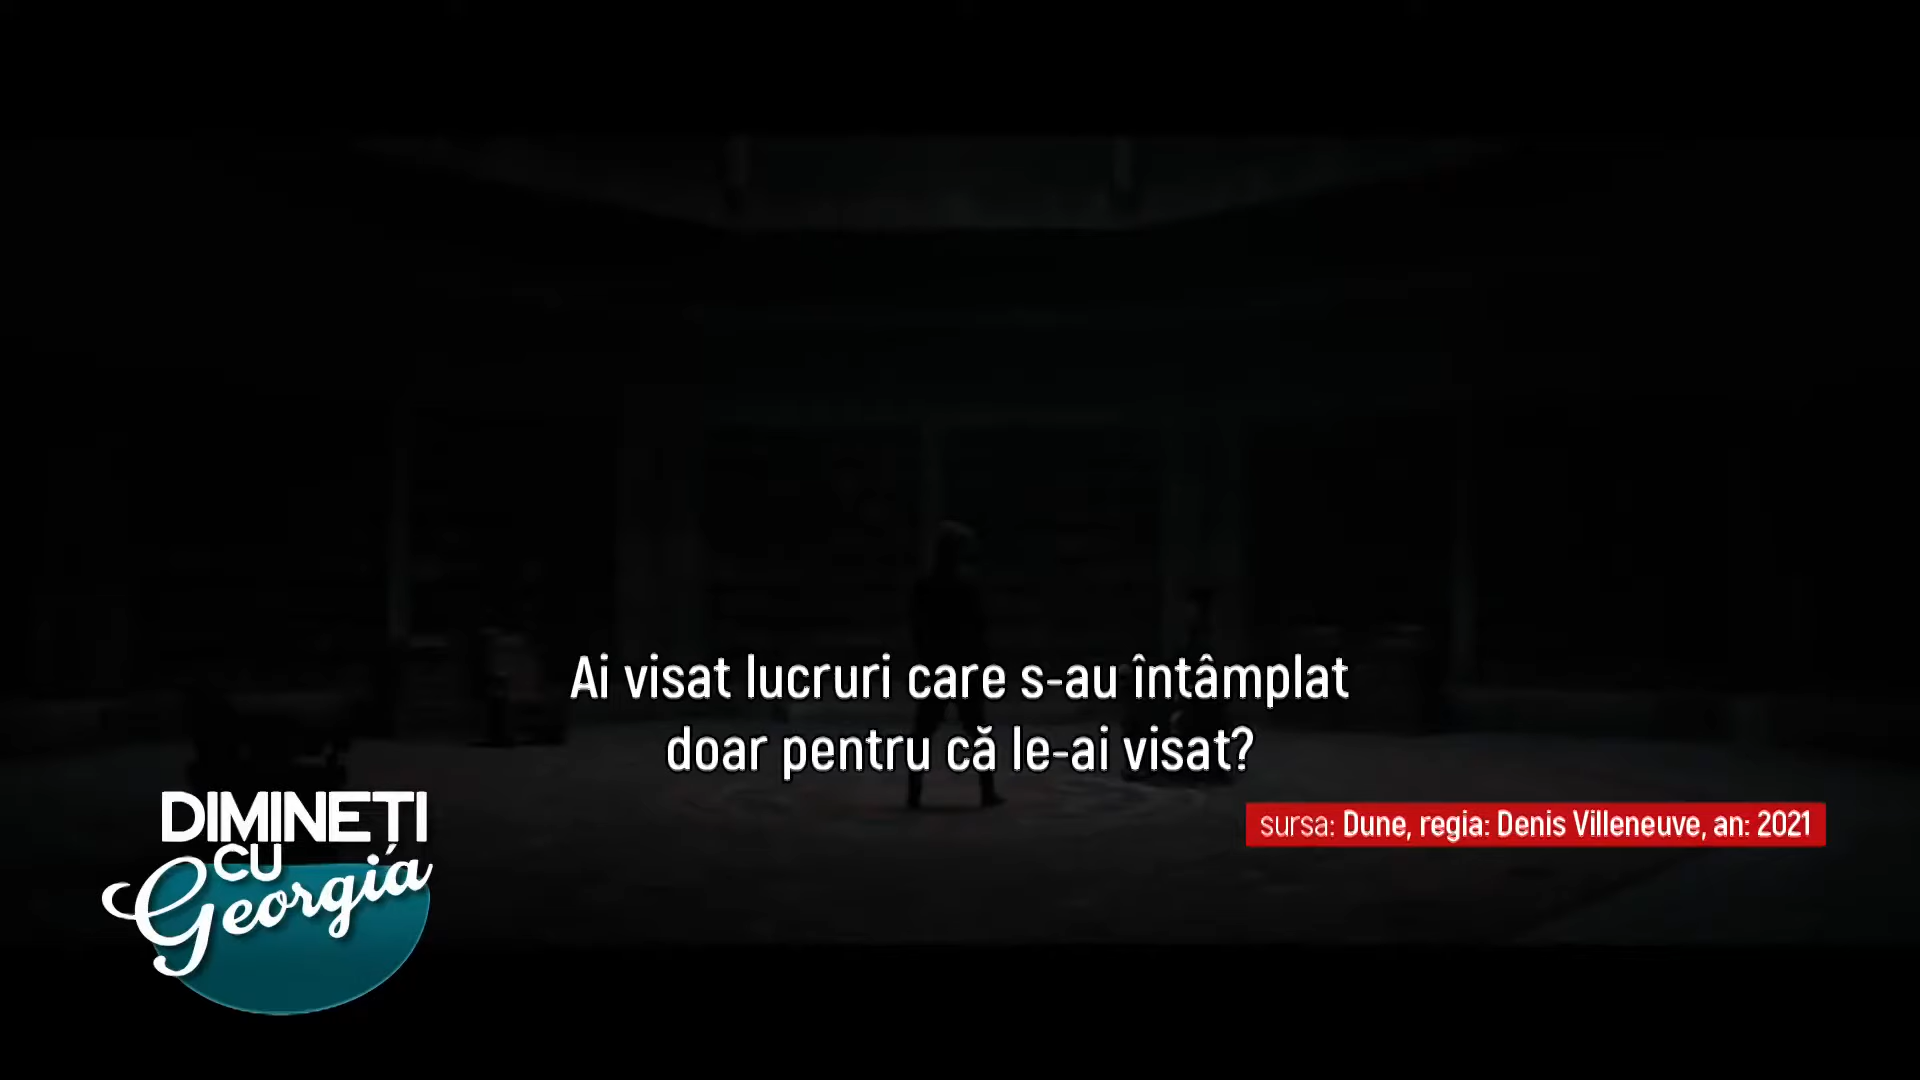 Ai visat lucruri care s-au întâmplat
doar pentru că le-ai visat?
sursa: Dune, regia: Denis Villeneuve, an: 2021
DIMINEȚI
CU
Georgia